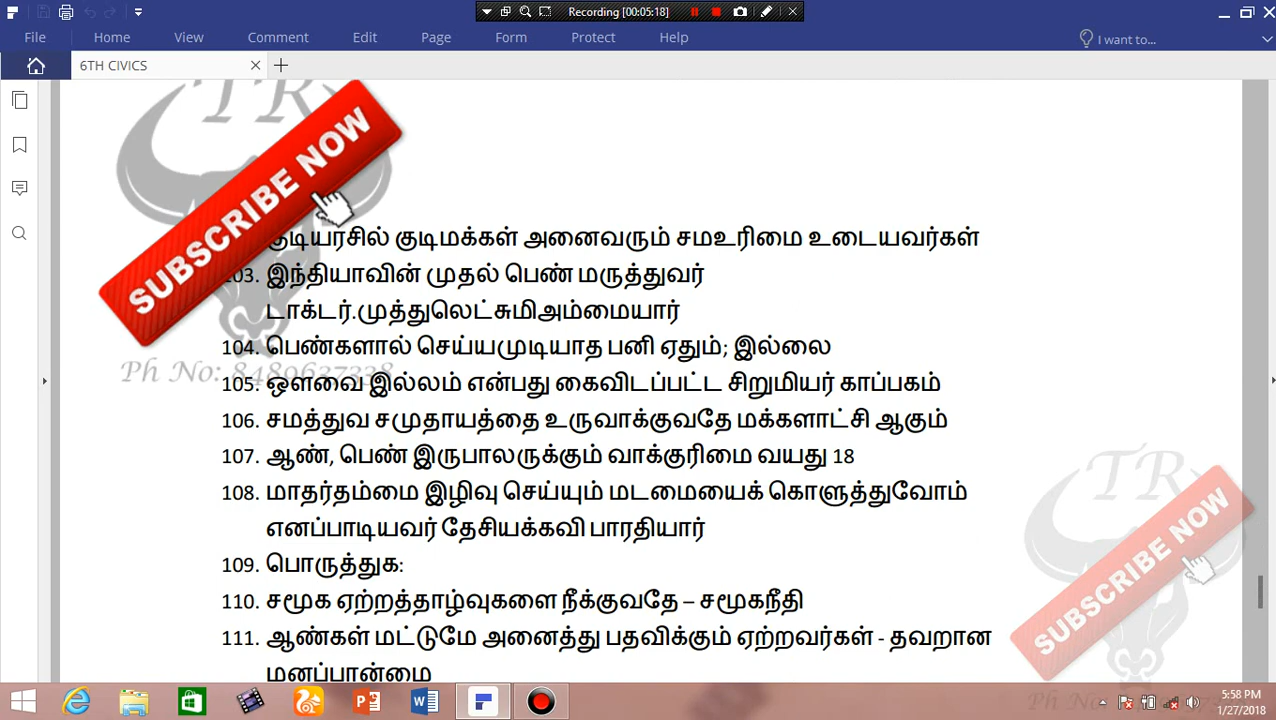 Recording [00:05:18]
File Home View Comment Edit Page Form Protect Help I want to...
6TH CIVICS
TR
SUBSCRIBE NOW
குடியரசில் குடிமக்கள் அனைவரும் சமஉரிமை உடையவர்கள்
103. இந்தியாவின் முதல் பெண் மருத்துவர்
டாக்டர்.முத்துலெட்சுமிஅம்மையார்
104. பெண்களால் செய்யமுடியாத பனி ஏதும்; இல்லை
Ph No: 8489637338
105. ஔவை இல்லம் என்பது கைவிடப்பட்ட சிறுமியர் காப்பகம்
106. சமத்துவ சமுதாயத்தை உருவாக்குவதே மக்களாட்சி ஆகும்
107. ஆண், பெண் இருபாலருக்கும் வாக்குரிமை வயது 18
108. மாதர்தம்மை இழிவு செய்யும் மடமையைக் கொளுத்துவோம்
எனப்பாடியவர் தேசியக்கவி பாரதியார்
109. பொருத்துக:
110. சமூக ஏற்றத்தாழ்வுகளை நீக்குவதே – சமூகநீதி
111. ஆண்கள் மட்டுமே அனைத்து பதவிக்கும் ஏற்றவர்கள் - தவறான
மனப்பான்மை
TR
SUBSCRIBE NOW
5:58 PM
1/27/2018